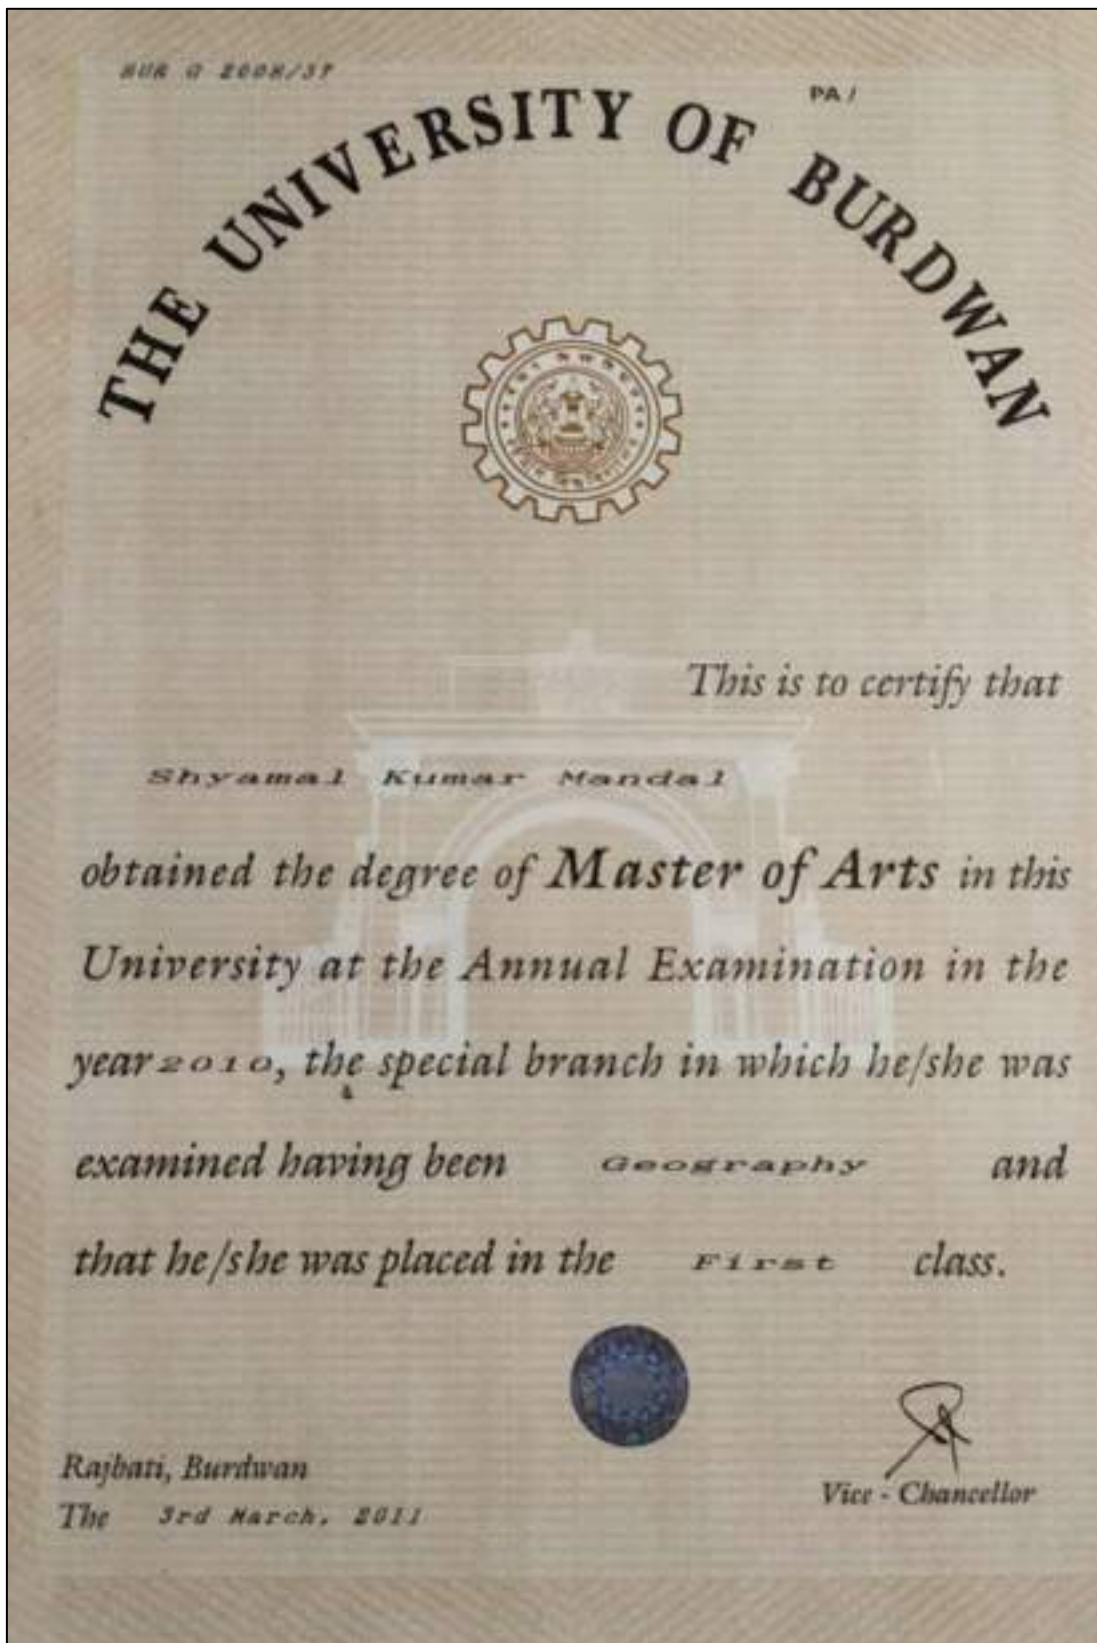 BUR G 2008/37
PA /
THE UNIVERSITY OF BURDWAN
This is to certify that
Shyamal Kumar Mandal
obtained the degree of Master of Arts in this
University at the Annual Examination in the
year 2010, the special branch in which he/she was
examined having been Geography and
that he/she was placed in the First class.
Rajbati, Burdwan
Vice - Chancellor
The 3rd March, 2011